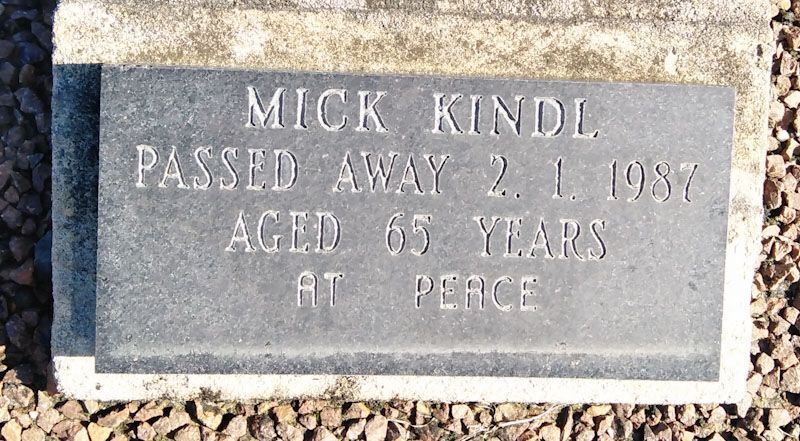 MICK KINDL
PASSED AWAY 2. 1. 1987
AGED 65 YEARS
AT PEACE